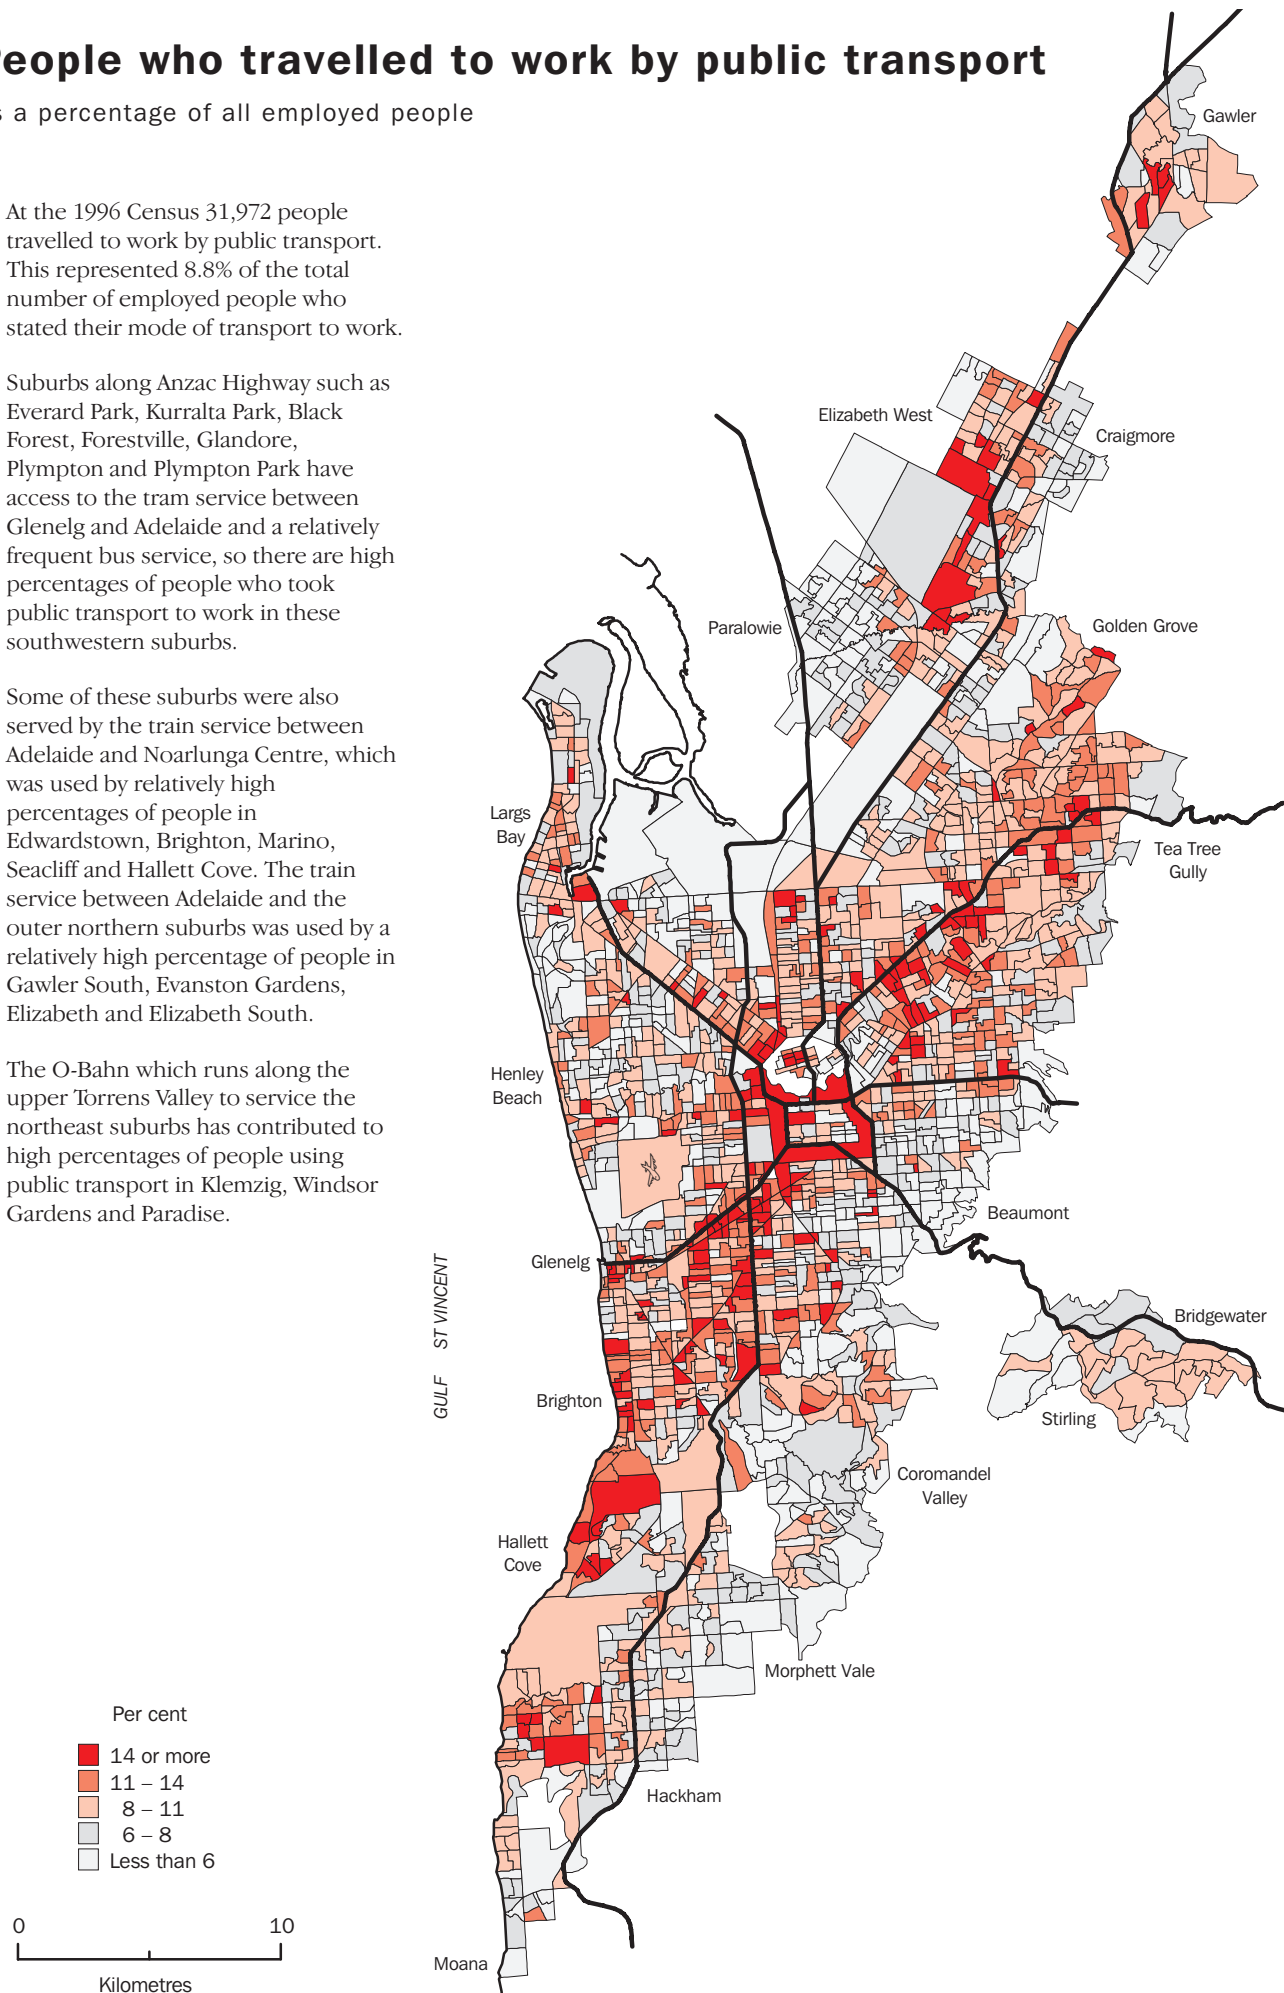 People who travelled to work by public transport
s a percentage of all employed people
At the 1996 Census 31,972 people
travelled to work by public transport.
This represented 8.8% of the total
number of employed people who
stated their mode of transport to work.
Suburbs along Anzac Highway such as
Everard Park, Kurralta Park, Black
Forest, Forestville, Glandore,
Plympton and Plympton Park have
access to the tram service between
Glenelg and Adelaide and a relatively
frequent bus service, so there are high
percentages of people who took
public transport to work in these
southwestern suburbs.
Some of these suburbs were also
served by the train service between
Adelaide and Noarlunga Centre, which
was used by relatively high
percentages of people in
Edwardstown, Brighton, Marino,
Seacliff and Hallett Cove. The train
service between Adelaide and the
outer northern suburbs was used by a
relatively high percentage of people in
Gawler South, Evanston Gardens,
Elizabeth and Elizabeth South.
The O-Bahn which runs along the
upper Torrens Valley to service the
northeast suburbs has contributed to
high percentages of people using
public transport in Klemzig, Windsor
Gardens and Paradise.
Gawler
Elizabeth West
Craigmore
Paralowie
Golden Grove
Largs
Bay
Tea Tree
Gully
Henley
Beach
Beaumont
Glenelg
GULF ST VINCENT
Bridgewater
Brighton
Stirling
Coromandel
Valley
Hallett
Cove
Morphett Vale
Hackham
Moana
Per cent
14 or more
11 – 14
8 – 11
6 – 8
Less than 6
0 10
Kilometres